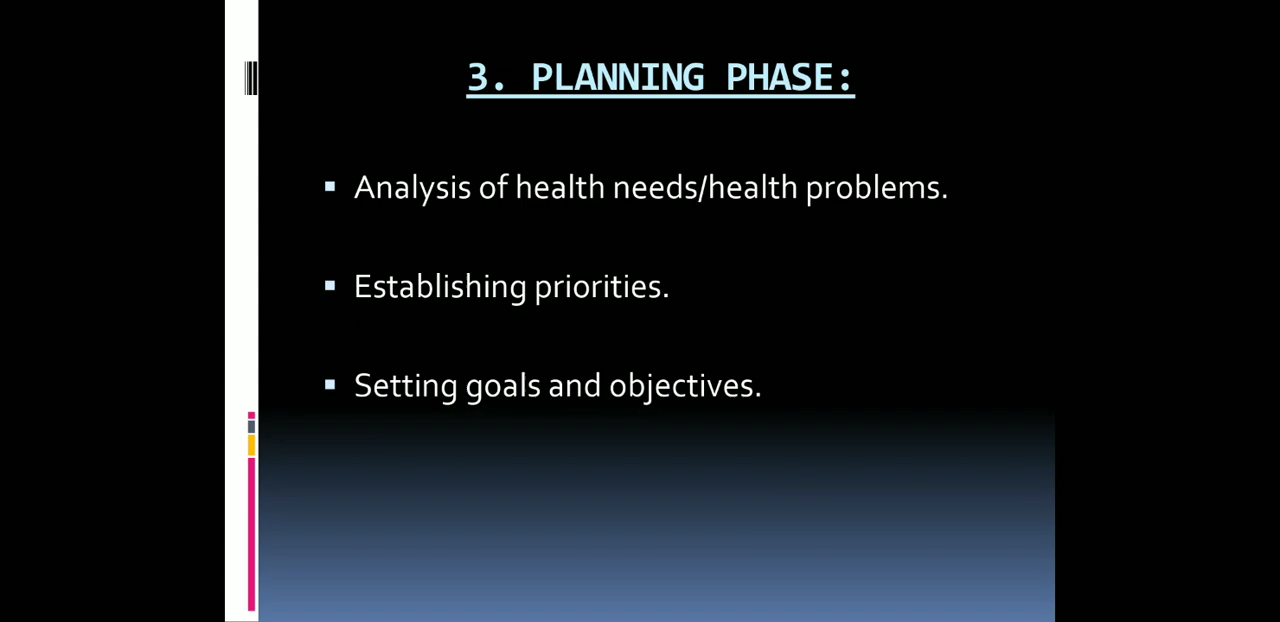 3. PLANNING PHASE:
Analysis of health needs/health problems.
Establishing priorities.
Setting goals and objectives.